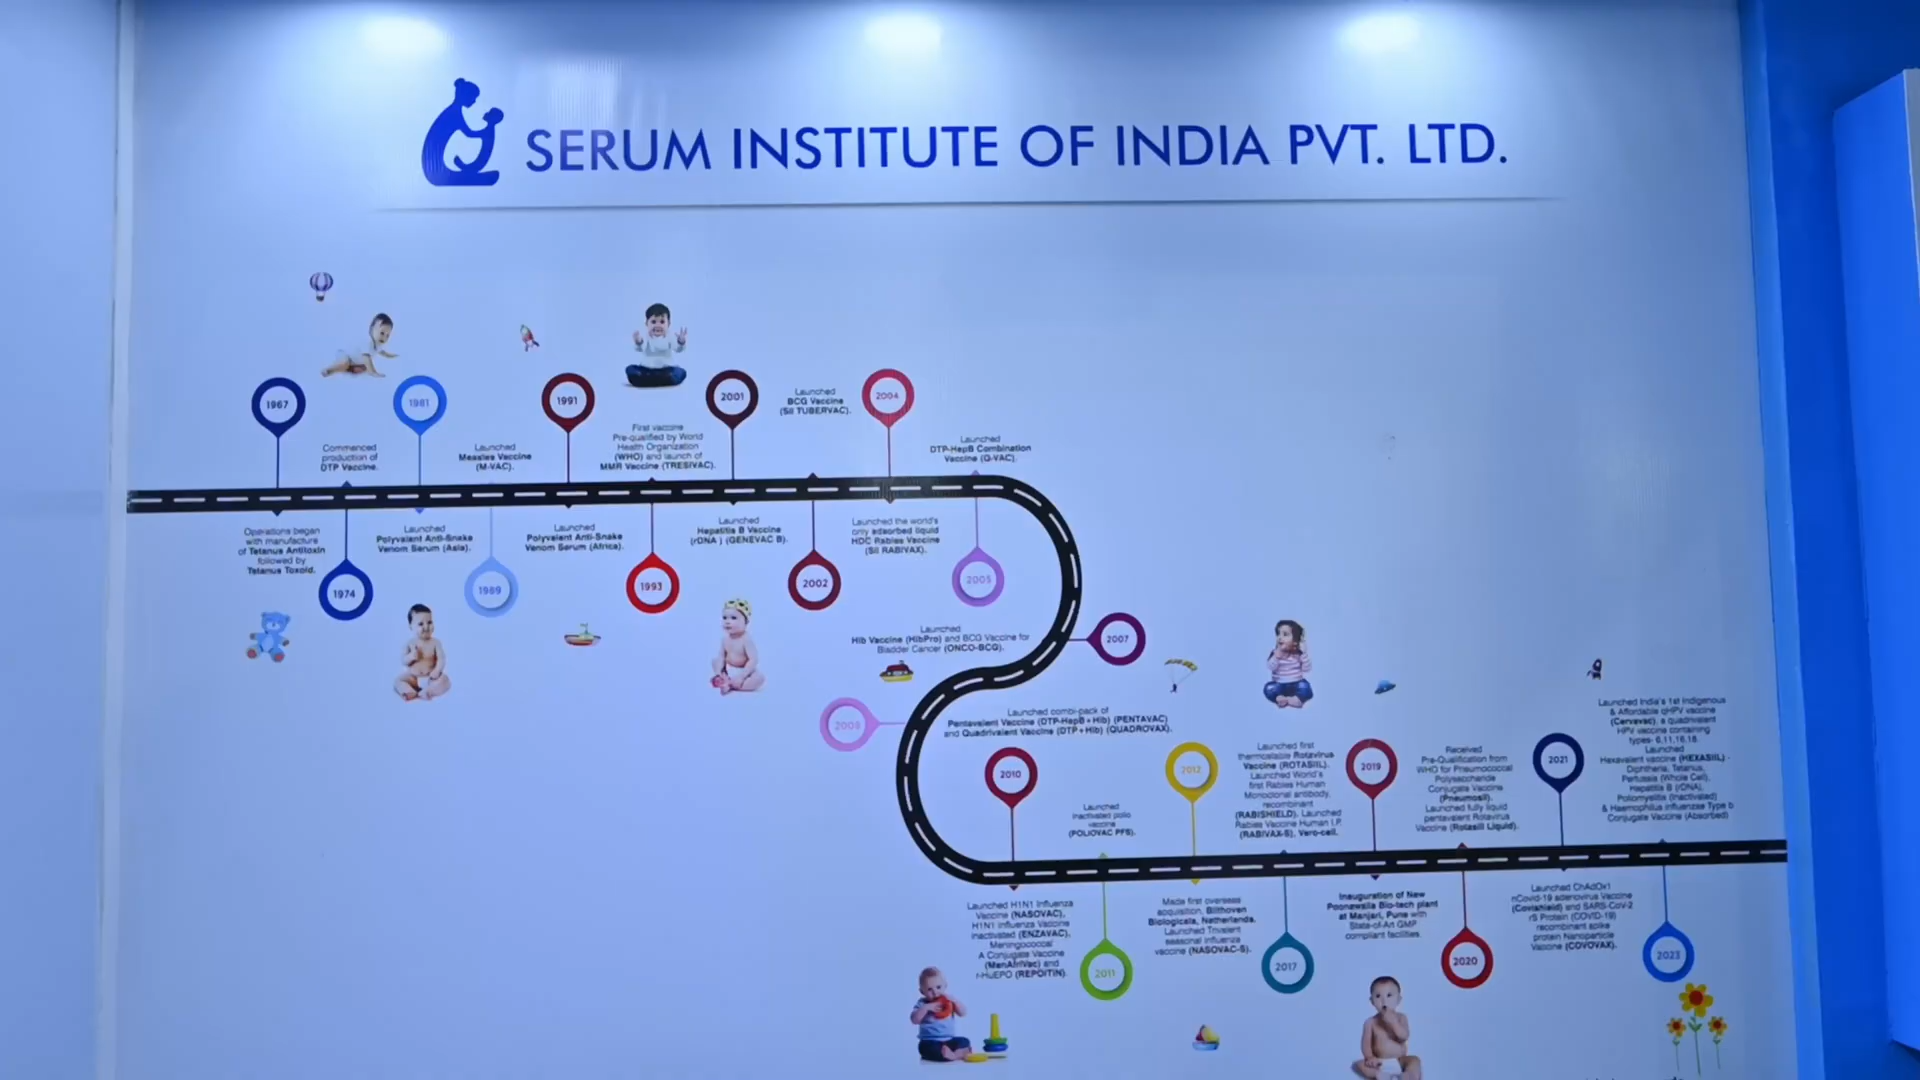 SERUM INSTITUTE OF INDIA PVT. LTD.
1967
Operations began
with manufacture
of Tetanus Antitoxin
followed by
Tetanus Toxoid.
Commenced
production of
DTP Vaccine.
1974
1981
Launched
Polyvalent Anti-Snake
Venom Serum (Asia).
Launched
Measles Vaccine
(M-VAC).
1989
1991
Launched
Polyvalent Anti-Snake
Venom Serum (Africa).
First vaccine
Pre-qualified by World
Health Organization
(WHO) and launch of
MMR Vaccine (TRESIVAC).
1993
2001
Launched
Hepatitis B Vaccine
(rDNA ) (GENEVAC B).
Launched
BCG Vaccine
(SII TUBERVAC).
2002
2004
Launched the world's
only adsorbed liquid
HDC Rabies Vaccine
(SII RABIVAX).
Launched
DTP-HepB Combination
Vaccine (Q-VAC).
2005
Launched
Hib Vaccine (HibPro) and BCG Vaccine for
Bladder Cancer (ONCO-BCG).
2007
2008
Launched combi-pack of
Pentavalent Vaccine (DTP-HepB+Hib) (PENTAVAC)
and Quadrivalent Vaccine (DTP+Hib) (QUADROVAX).
2010
Launched H1N1 Influenza
Vaccine (NASOVAC),
H1N1 Influenza Vaccine
Inactivated (ENZAVAC),
Meningococcal
A Conjugate Vaccine
(MenAfriVac) and
r-HuEPO (REPOITIN).
Launched
Inactivated polio
vaccine
(POLIOVAC PFS).
2011
2012
Made first overseas
acquisition, Bilthoven
Biologicals, Netherlands.
Launched Trivalent
seasonal influenza
vaccine (NASOVAC-S).
Launched first
thermostable Rotavirus
Vaccine (ROTASIIL).
Launched World's
first Rabies Human
Monoclonal antibody,
recombinant
(RABISHIELD). Launched
Rabies Vaccine Human I.P.
(RABIVAX-S), Vero-cell.
2017
2019
Inauguration of New
Poonawalla Bio-tech plant
at Manjari, Pune with
State-of-An GMP
compliant facilities.
Received
Pre-Qualification from
WHO for Pneumococcal
Polysaccharide
Conjugate Vaccine
(Pneumosil).
Launched fully liquid
pentavalent Rotavirus
Vaccine (Rotasiil Liquid).
2020
2021
Launched ChAdOx1
nCovid-19 adenovirus Vaccine
(Covishield) and SARS-CoV-2
rS Protein (COVID-19)
recombinant spike
protein Nanoparticle
Vaccine (COVOVAX).
Launched India's 1st Indigenous
& Affordable qHPV vaccine
(Cervavac), a quadrivalent
HPV vaccine containing
types- 6,11,16,18.
Launched
Hexavalent vaccine (HEXASIIL) -
Diphtheria, Tetanus,
Pertussis (Whole Cell),
Hepatitis B (rDNA),
Poliomyelitis (Inactivated)
& Haemophilus influenzae Type b
Conjugate Vaccine (Absorbed)
2023